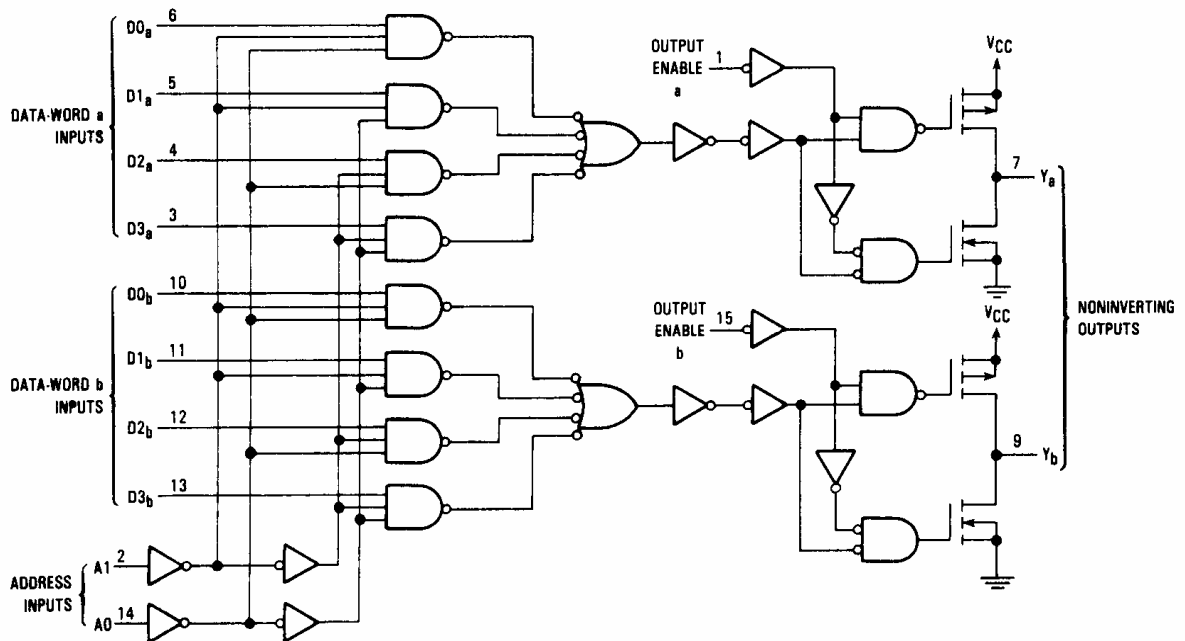 D0a 6
D1a 5
DATA-WORD a
INPUTS
D2a 4
D3a 3
D0b 10
D1b 11
DATA-WORD b
INPUTS
D2b 12
D3b 13
ADDRESS
INPUTS
A1 2
A0 14
OUTPUT
ENABLE 1
a
VCC
7 Ya
OUTPUT
ENABLE 15
b
VCC
9 Yb
NONINVERTING
OUTPUTS